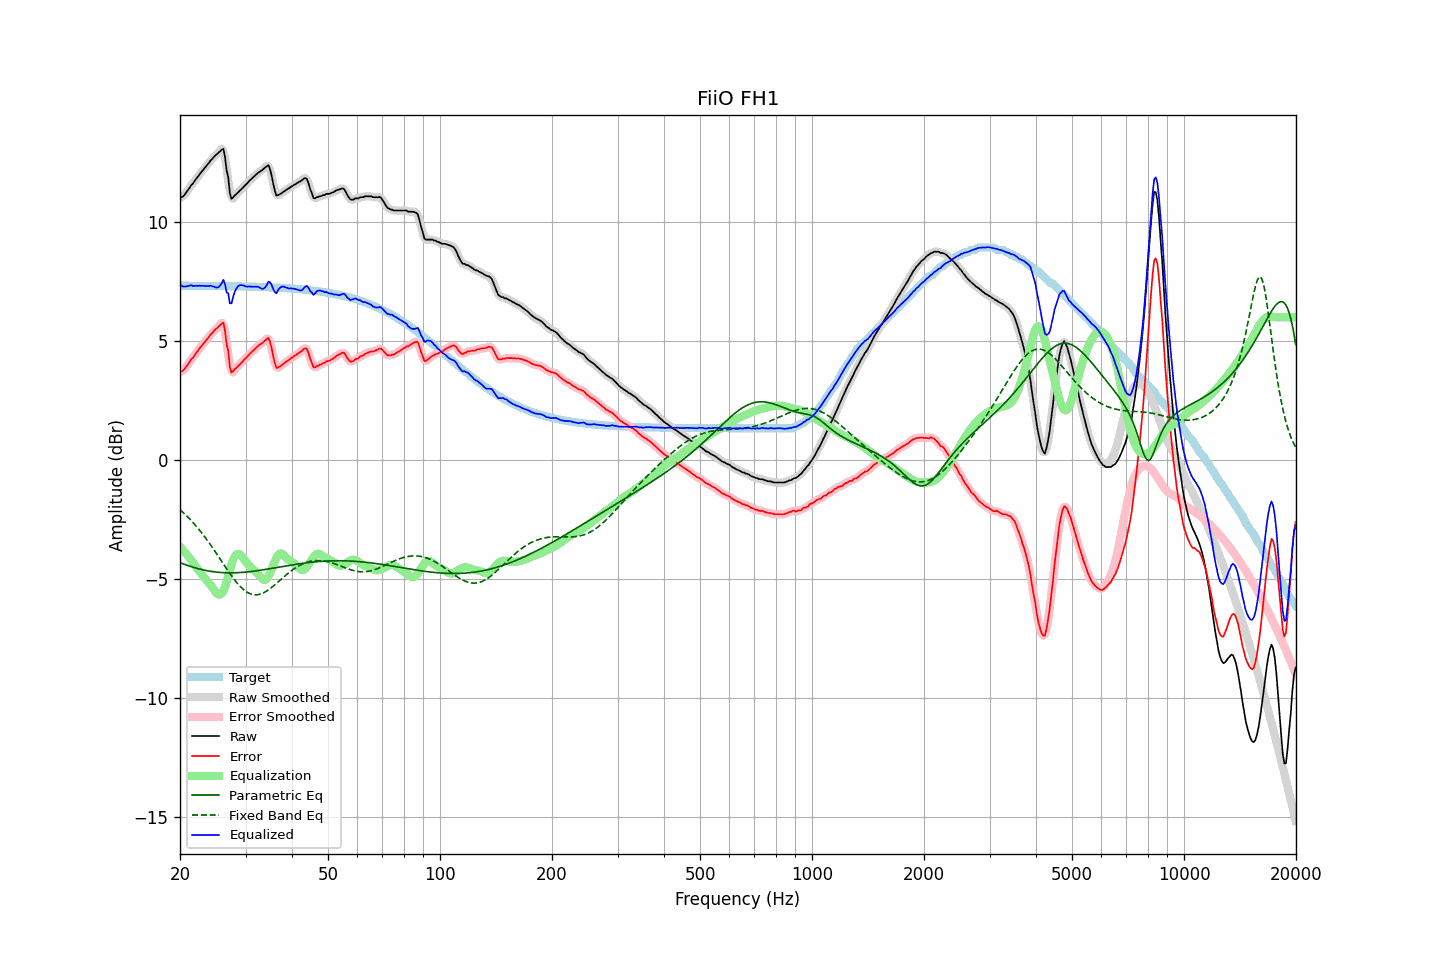 FiiO FH1
Amplitude (dBr)
10
5
0
−5
−10
−15
Target
Raw Smoothed
Error Smoothed
Raw
Error
Equalization
Parametric Eq
Fixed Band Eq
Equalized
20 50 100 200 500 1000 2000 5000 10000 20000
Frequency (Hz)